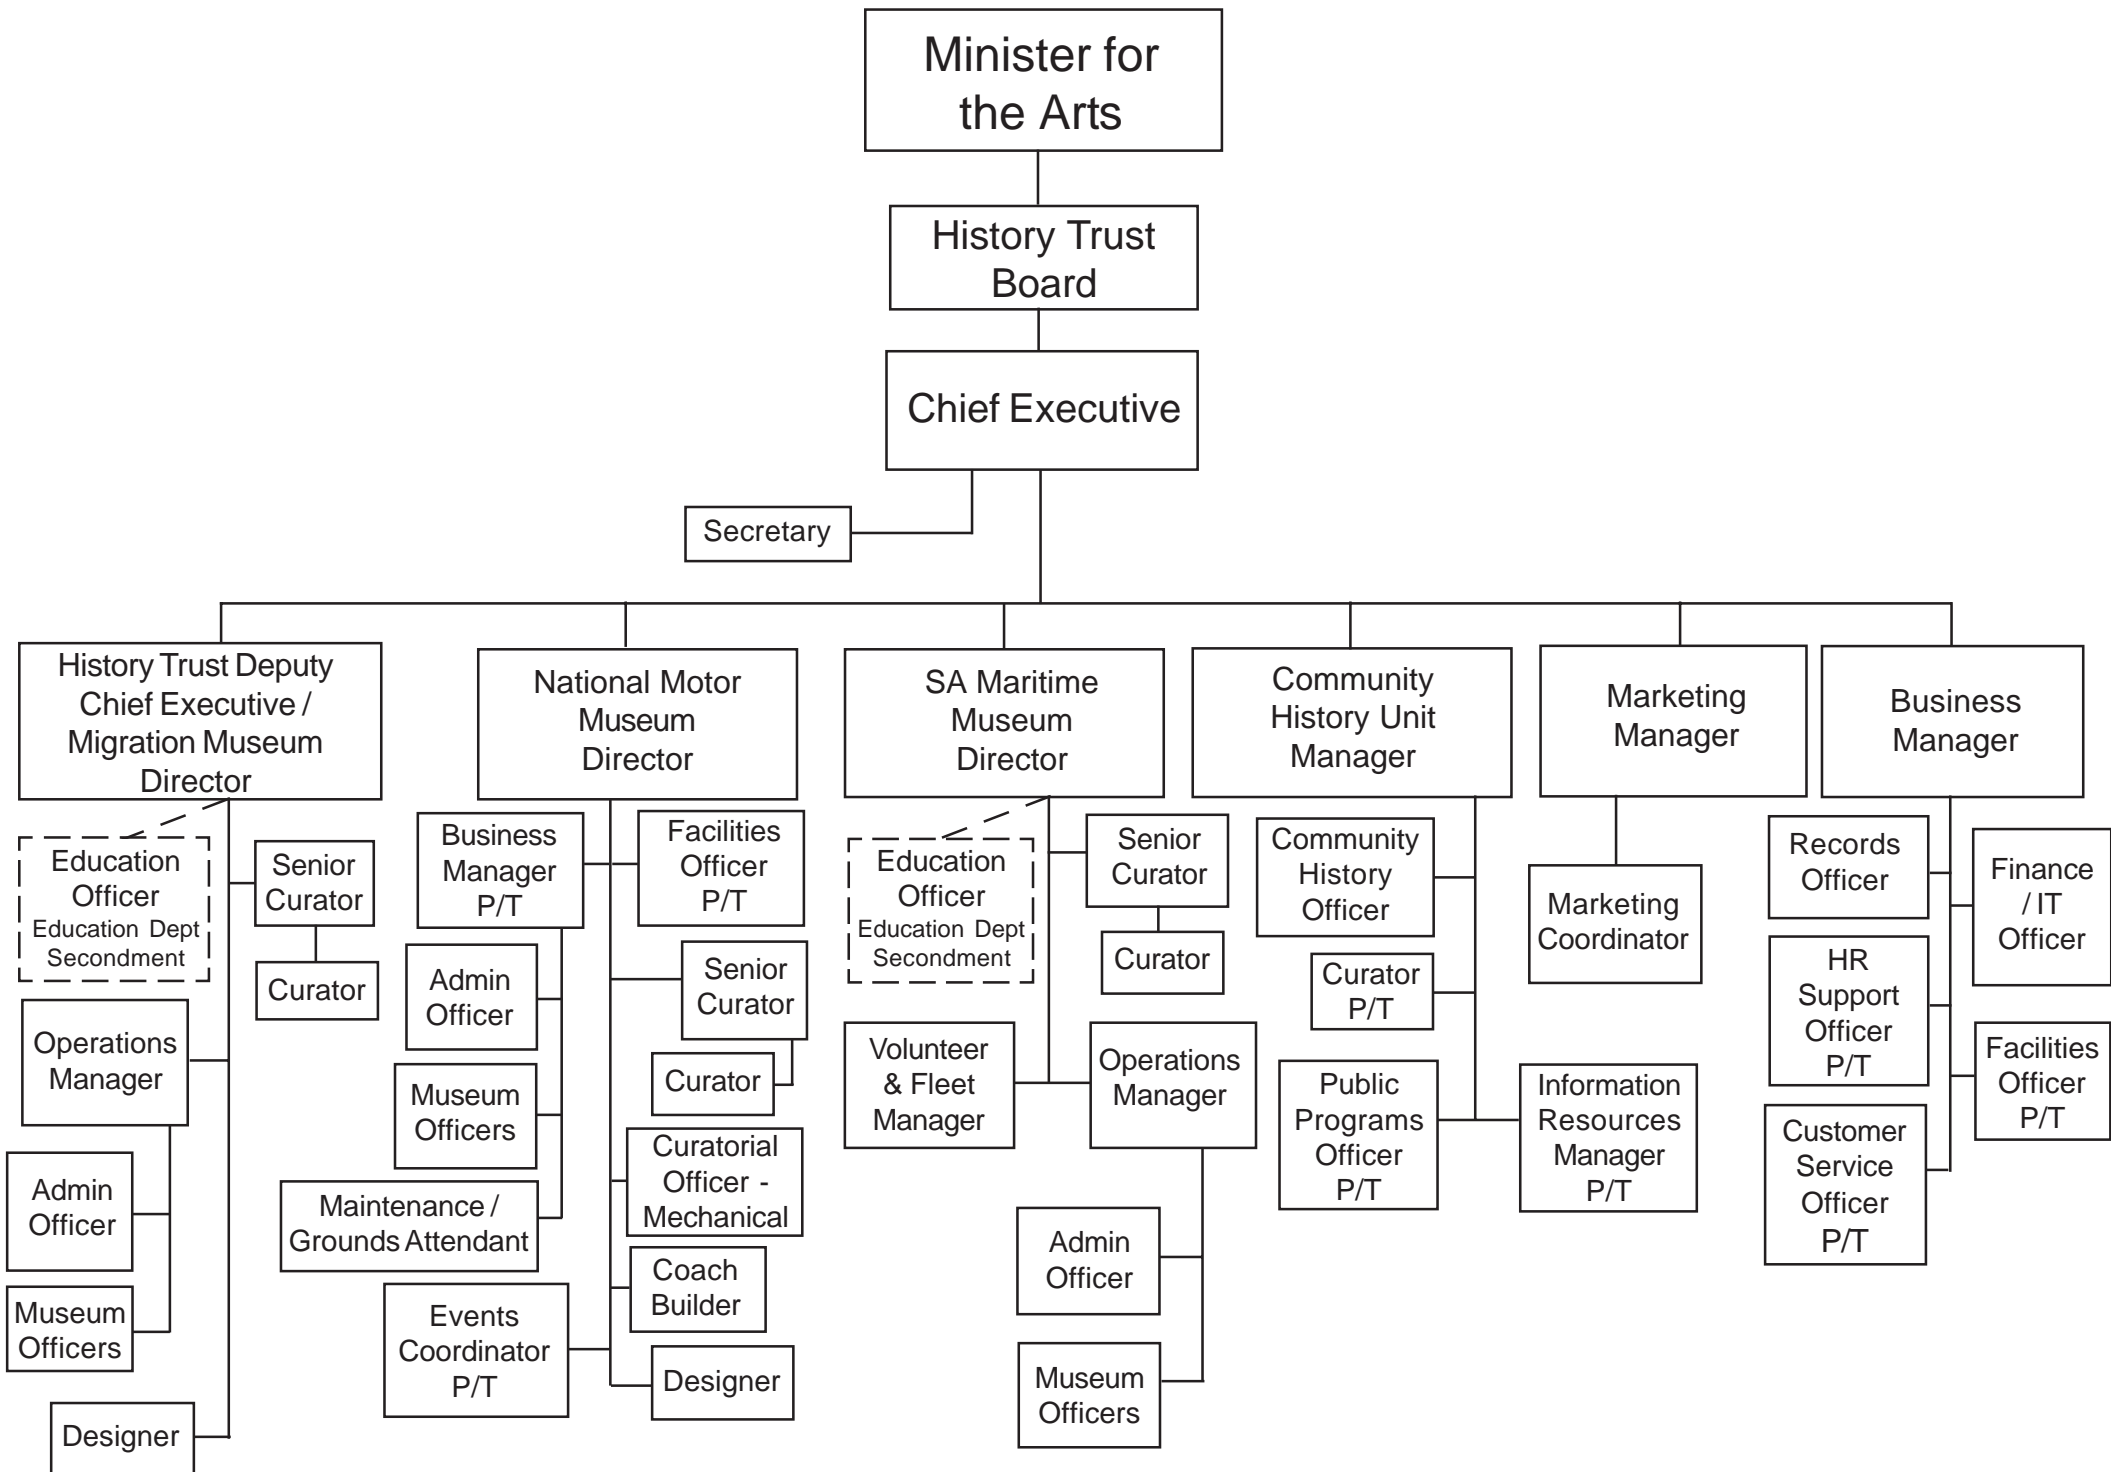 Minister for
the Arts
History Trust
Board
Chief Executive
Secretary
History Trust Deputy
Chief Executive /
Migration Museum
Director
National Motor
Museum
Director
SA Maritime
Museum
Director
Community
History Unit
Manager
Marketing
Manager
Business
Manager
Education
Officer
Education Dept
Secondment
Senior
Curator
Curator
Operations
Manager
Admin
Officer
Museum
Officers
Designer
Business
Manager
P/T
Facilities
Officer
P/T
Admin
Officer
Senior
Curator
Curator
Museum
Officers
Maintenance /
Grounds Attendant
Curatorial
Officer -
Mechanical
Coach
Builder
Events
Coordinator
P/T
Designer
Education
Officer
Education Dept
Secondment
Senior
Curator
Curator
Volunteer
& Fleet
Manager
Operations
Manager
Admin
Officer
Museum
Officers
Community
History
Officer
Curator
P/T
Public
Programs
Officer
P/T
Information
Resources
Manager
P/T
Marketing
Coordinator
Records
Officer
Finance
/ IT
Officer
HR
Support
Officer
P/T
Facilities
Officer
P/T
Customer
Service
Officer
P/T